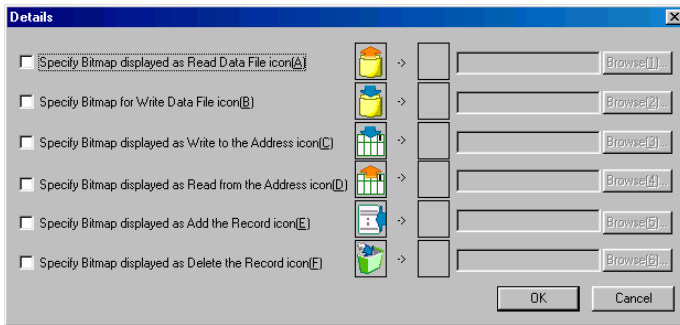 Details
Specify Bitmap displayed as Read Data File icon(A) -> Browse(1)...
Specify Bitmap for Write Data File icon(B) -> Browse(2)...
Specify Bitmap displayed as Write to the Address icon(C) -> Browse(3)...
Specify Bitmap displayed as Read from the Address icon(D) -> Browse(4)...
Specify Bitmap displayed as Add the Record icon(E) -> Browse(5)...
Specify Bitmap displayed as Delete the Record icon(F) -> Browse(6)...
OK Cancel